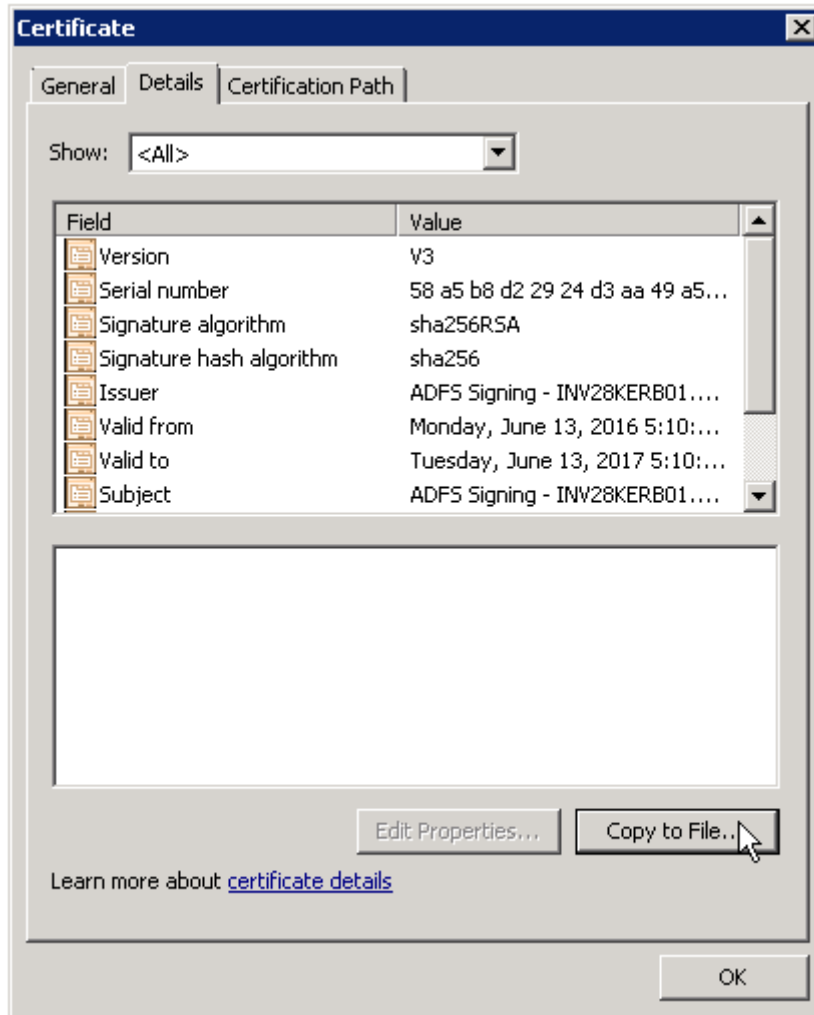 Certificate
General Details Certification Path
Show: <All>
Field Value
Version V3
Serial number 58 a5 b8 d2 29 24 d3 aa 49 a5...
Signature algorithm sha256RSA
Signature hash algorithm sha256
Issuer ADFS Signing - INV28KERB01....
Valid from Monday, June 13, 2016 5:10:...
Valid to Tuesday, June 13, 2017 5:10:...
Subject ADFS Signing - INV28KERB01....
Edit Properties... Copy to File...
Learn more about certificate details
OK